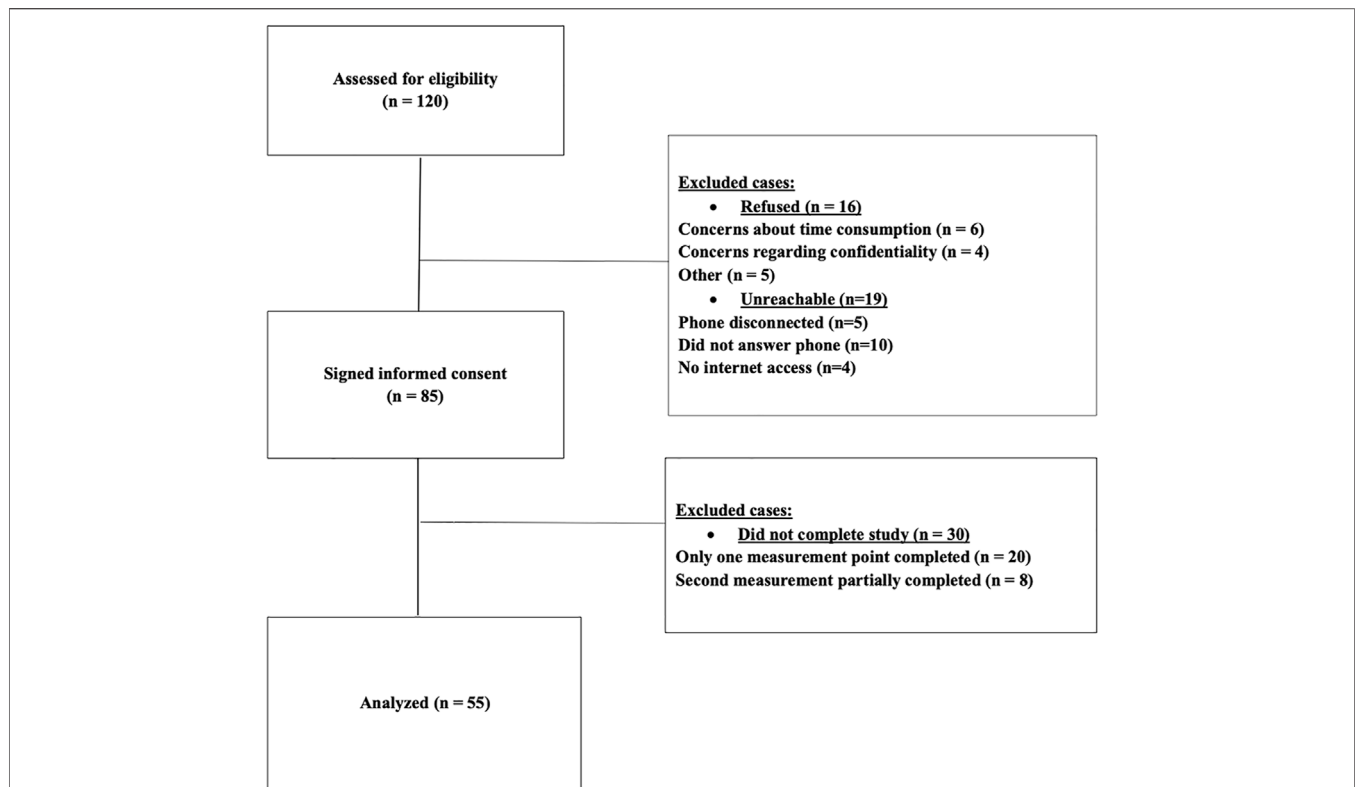 Assessed for eligibility
(n = 120)
Excluded cases:
• Refused (n = 16)
Concerns about time consumption (n = 6)
Concerns regarding confidentiality (n = 4)
Other (n = 5)
• Unreachable (n=19)
Phone disconnected (n=5)
Did not answer phone (n=10)
No internet access (n=4)
Signed informed consent
(n = 85)
Excluded cases:
• Did not complete study (n = 30)
Only one measurement point completed (n = 20)
Second measurement partially completed (n = 8)
Analyzed (n = 55)